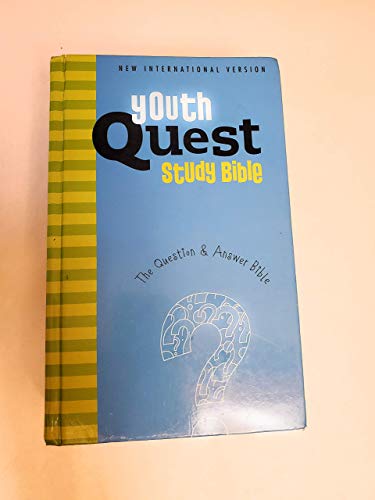 NEW INTERNATIONAL VERSION
youth
Quest
Study Bible
The Question & Answer Bible
?